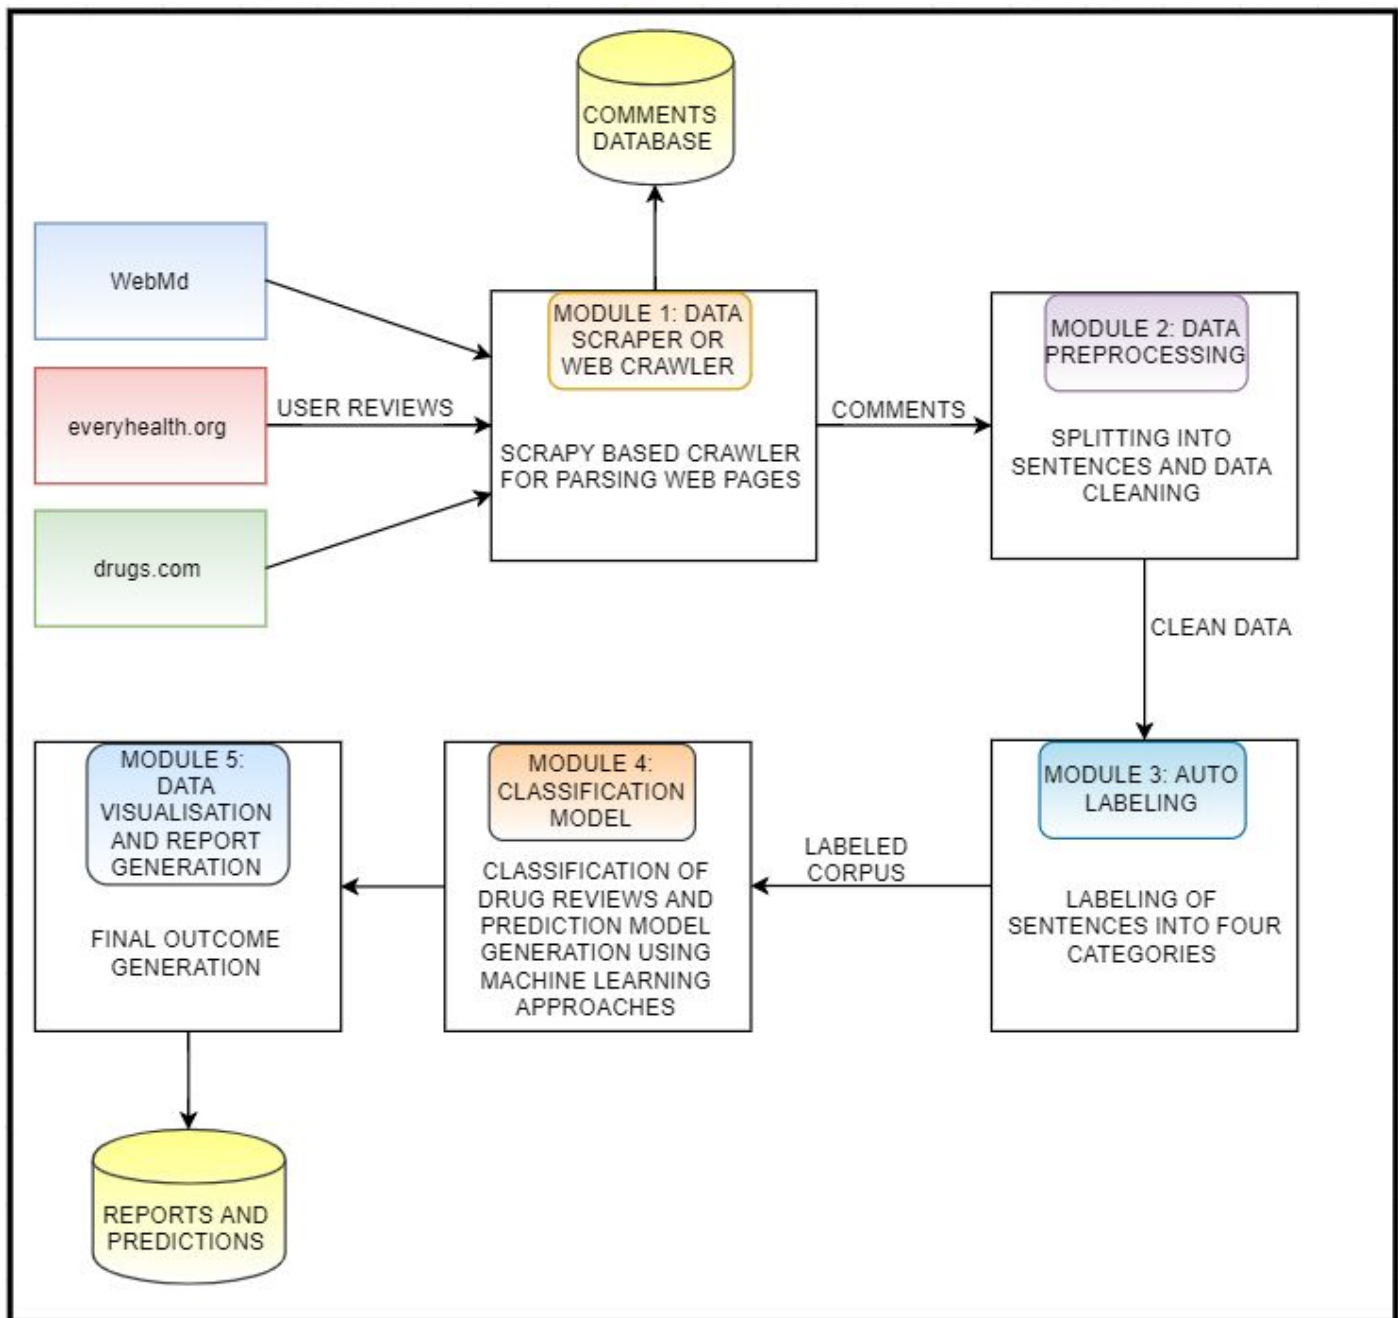 COMMENTS
DATABASE
WebMd
everyhealth.org
drugs.com
USER REVIEWS
MODULE 1: DATA
SCRAPER OR
WEB CRAWLER
SCRAPY BASED CRAWLER
FOR PARSING WEB PAGES
COMMENTS
MODULE 2: DATA
PREPROCESSING
SPLITTING INTO
SENTENCES AND DATA
CLEANING
CLEAN DATA
MODULE 3: AUTO
LABELING
LABELING OF
SENTENCES INTO FOUR
CATEGORIES
LABELED
CORPUS
MODULE 4:
CLASSIFICATION
MODEL
CLASSIFICATION OF
DRUG REVIEWS AND
PREDICTION MODEL
GENERATION USING
MACHINE LEARNING
APPROACHES
MODULE 5:
DATA
VISUALISATION
AND REPORT
GENERATION
FINAL OUTCOME
GENERATION
REPORTS AND
PREDICTIONS